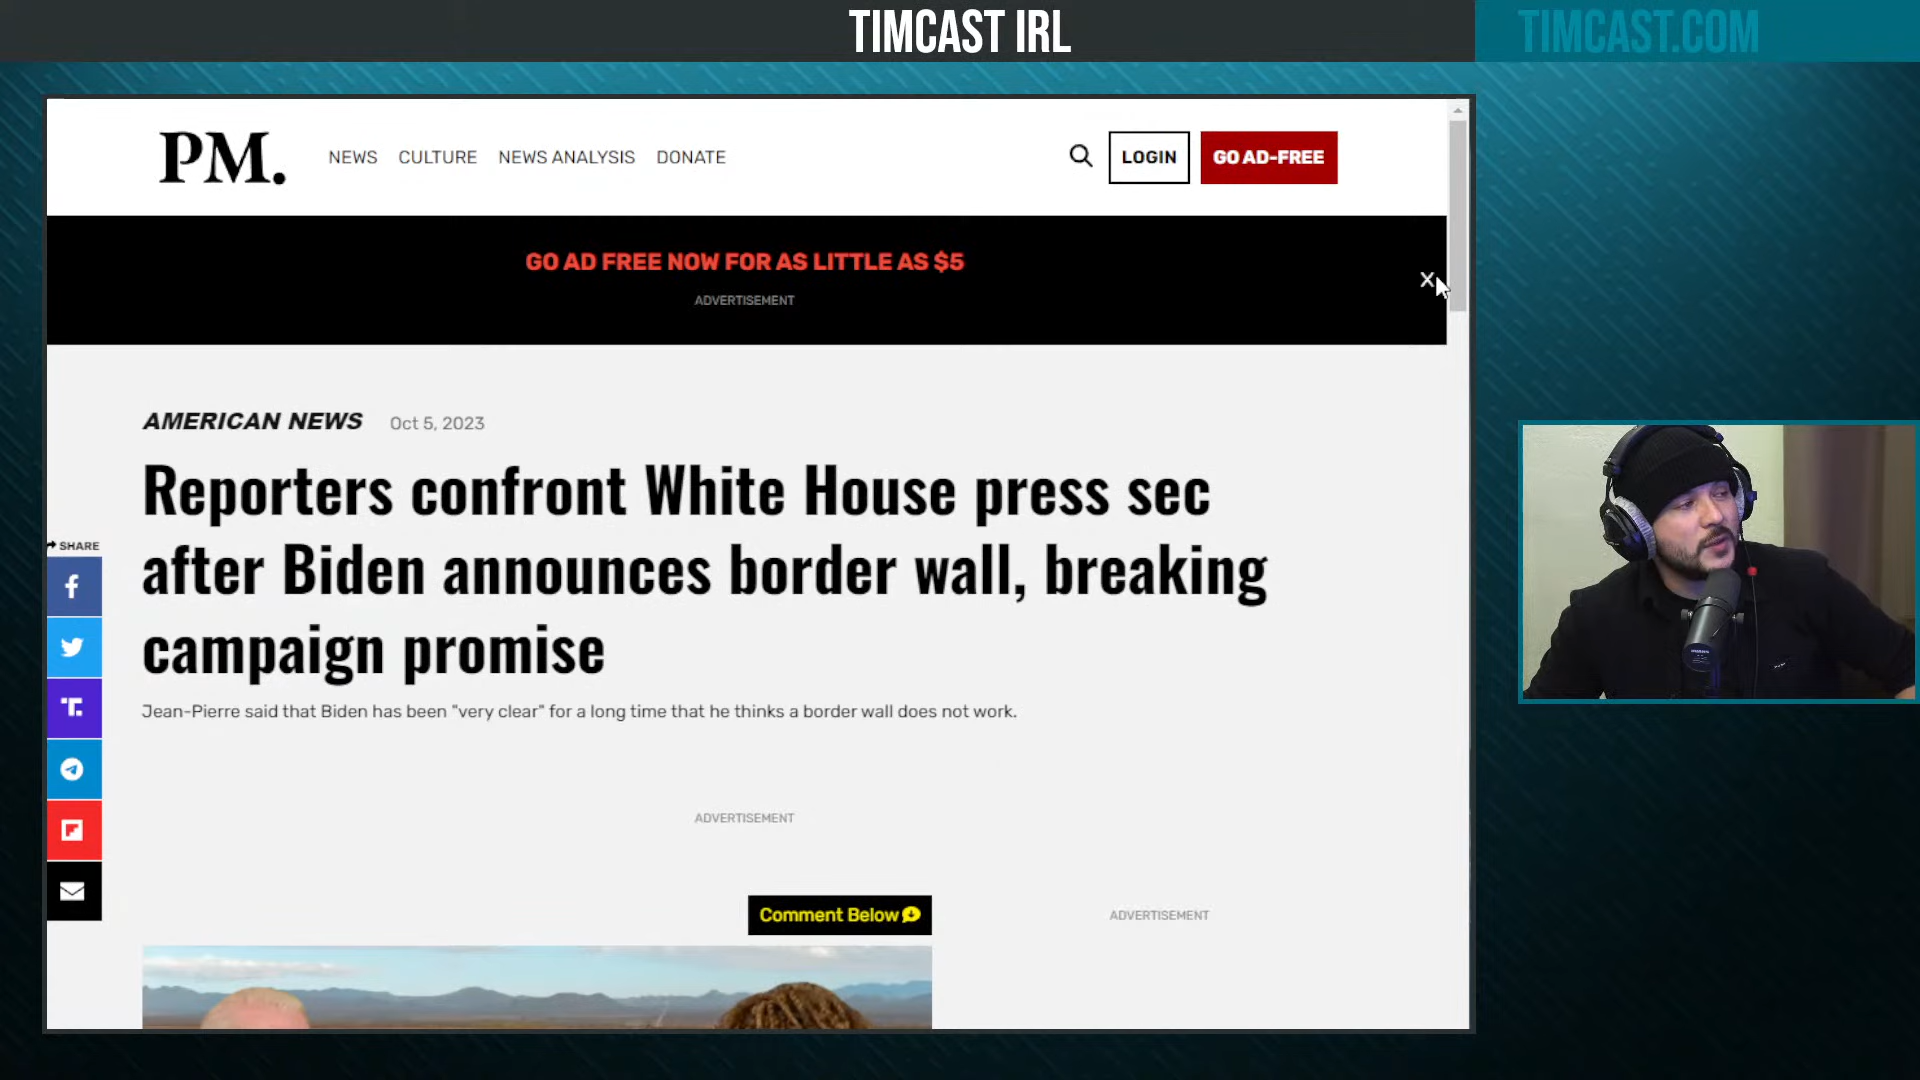 TIMCAST IRL
TIMCAST.COM
PM.
NEWS CULTURE NEWS ANALYSIS DONATE
LOGIN
GO AD-FREE
GO AD FREE NOW FOR AS LITTLE AS $5
ADVERTISEMENT
X
AMERICAN NEWS Oct 5, 2023
Reporters confront White House press sec
after Biden announces border wall, breaking
campaign promise
SHARE
Jean-Pierre said that Biden has been "very clear" for a long time that he thinks a border wall does not work.
ADVERTISEMENT
Comment Below
ADVERTISEMENT